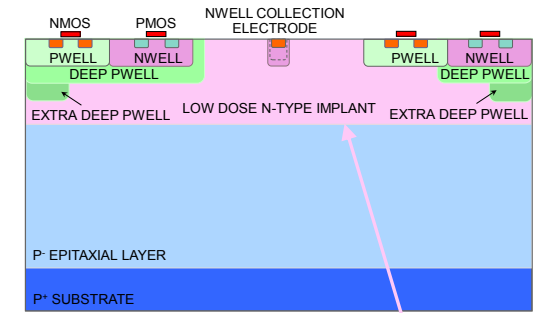 NWELL COLLECTION
ELECTRODE
NMOS PMOS
PWELL NWELL PWELL NWELL
DEEP PWELL DEEP PWELL
LOW DOSE N-TYPE IMPLANT
EXTRA DEEP PWELL EXTRA DEEP PWELL
P- EPITAXIAL LAYER
P+ SUBSTRATE